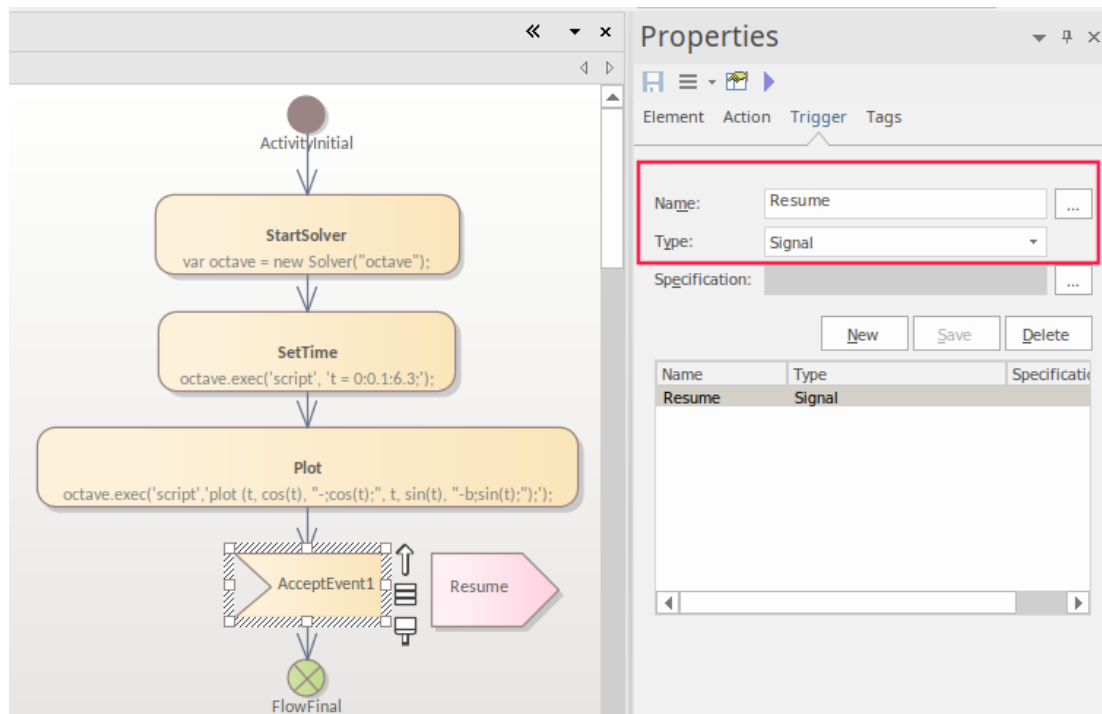 ActivityInitial
StartSolver
var octave = new Solver("octave");
SetTime
octave.exec('script', 't = 0:0.1:6.3;');
Plot
octave.exec('script','plot (t, cos(t), "-;cos(t);", t, sin(t), "-b;sin(t);");');
AcceptEvent1
Resume
FlowFinal
Properties
Element Action Trigger Tags
Name: Resume ...
Type: Signal
Specification: ...
New Save Delete
Name Type Specificatio
Resume Signal